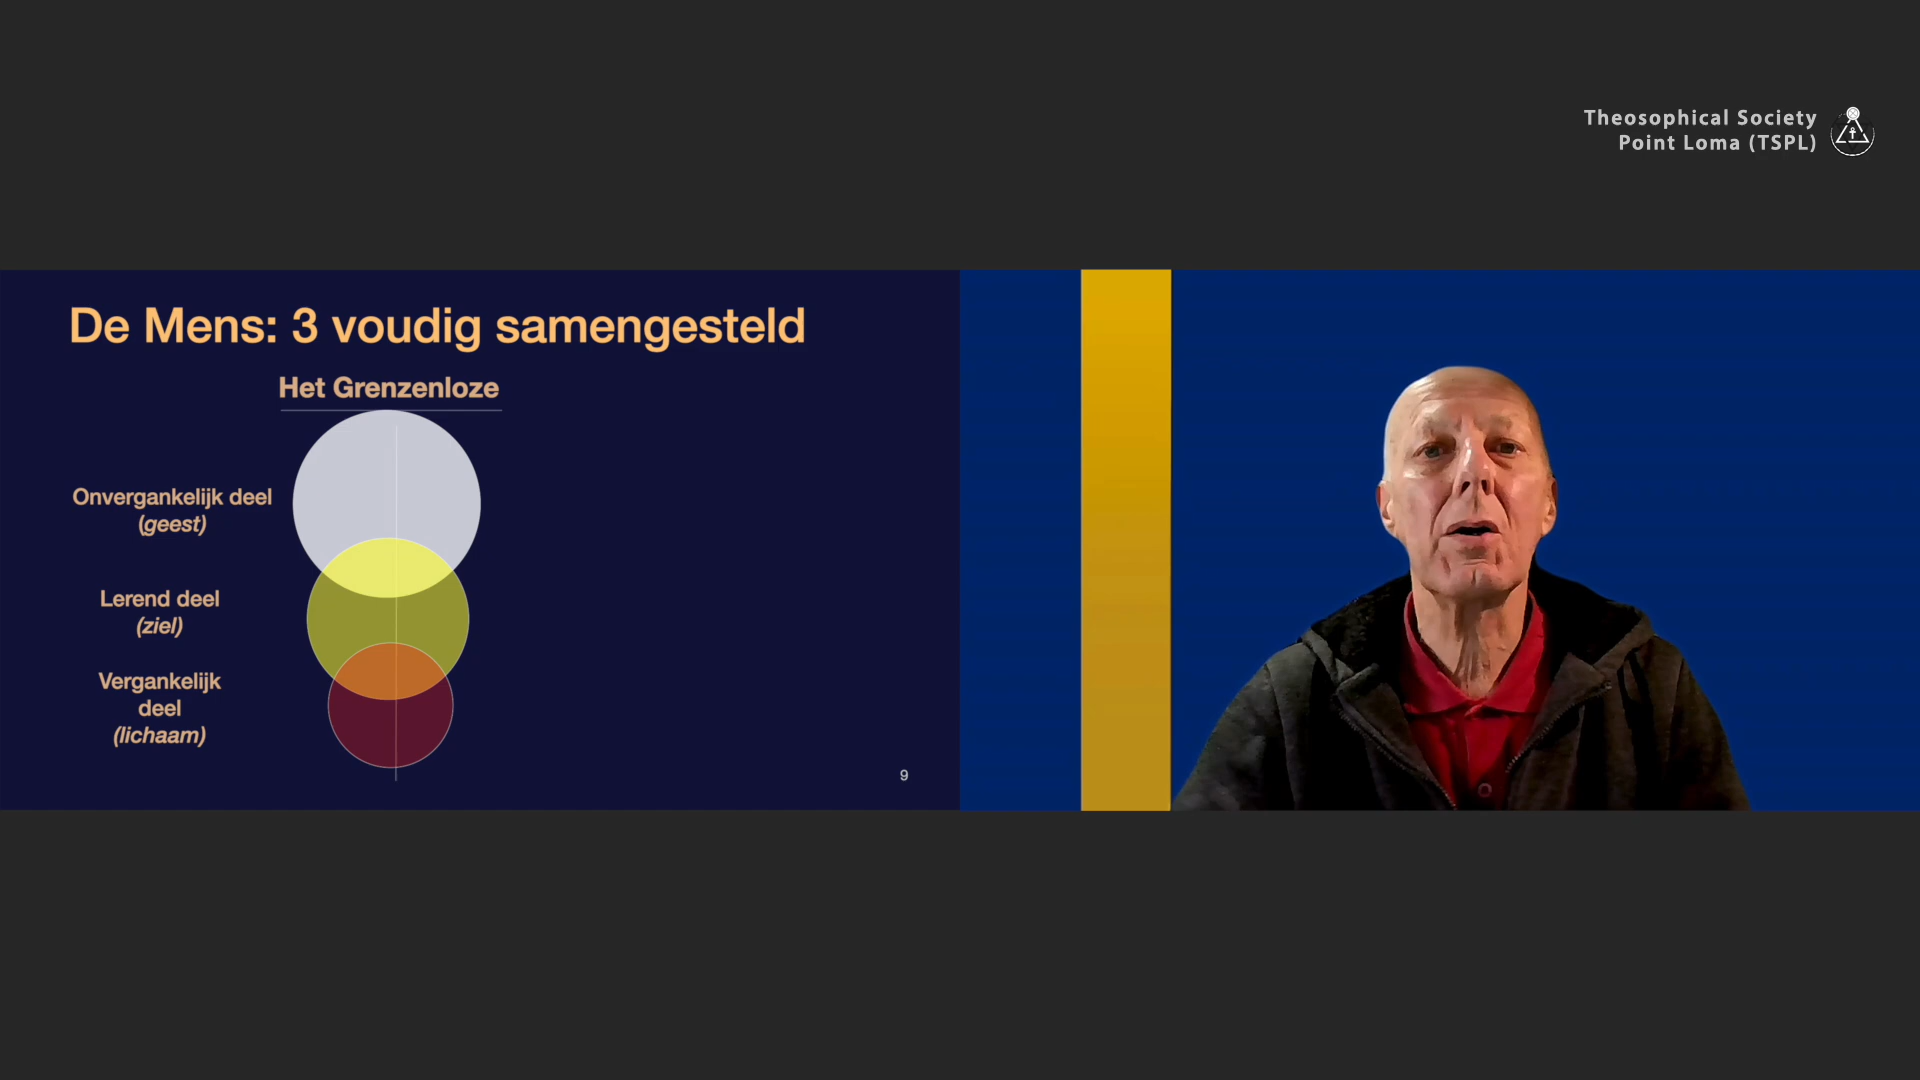 Theosophical Society
Point Loma (TSPL)
De Mens: 3 voudig samengesteld
Het Grenzenloze
Onvergankelijk deel
(geest)
Lerend deel
(ziel)
Vergankelijk
deel
(lichaam)
9